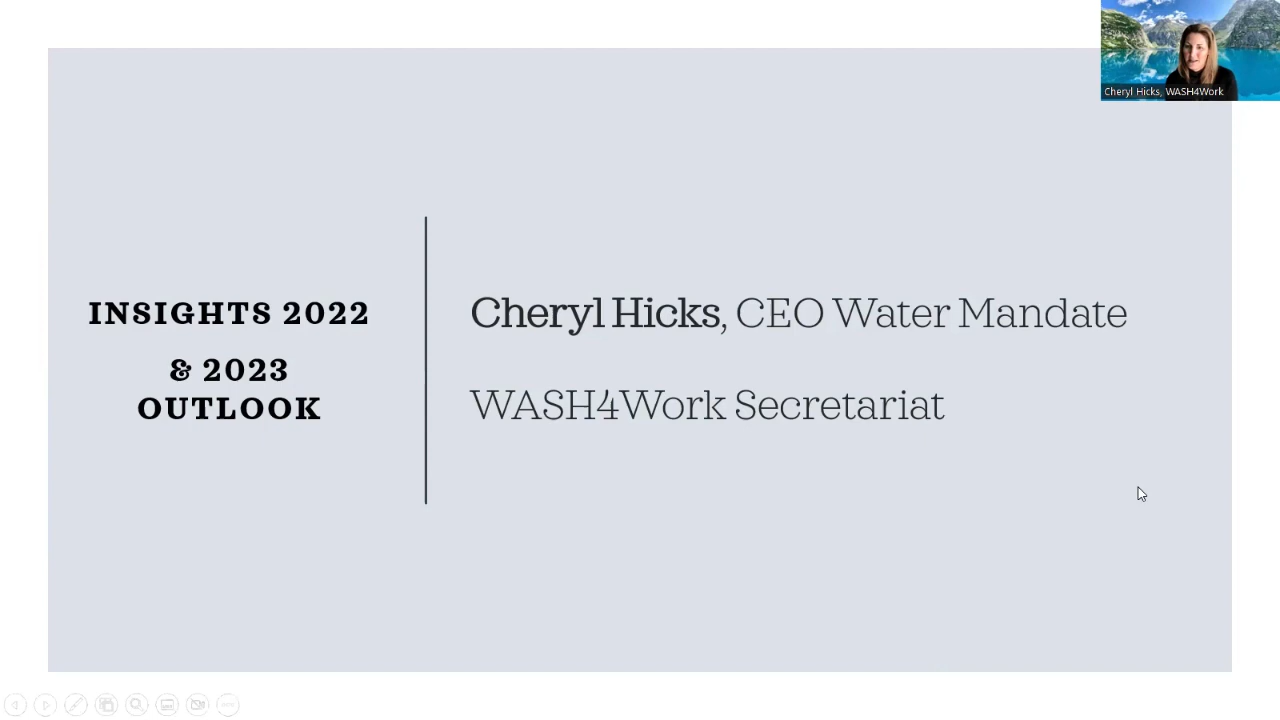 Cheryl Hicks, WASH4Work
INSIGHTS 2022
& 2023
OUTLOOK
Cheryl Hicks, CEO Water Mandate
WASH4Work Secretariat